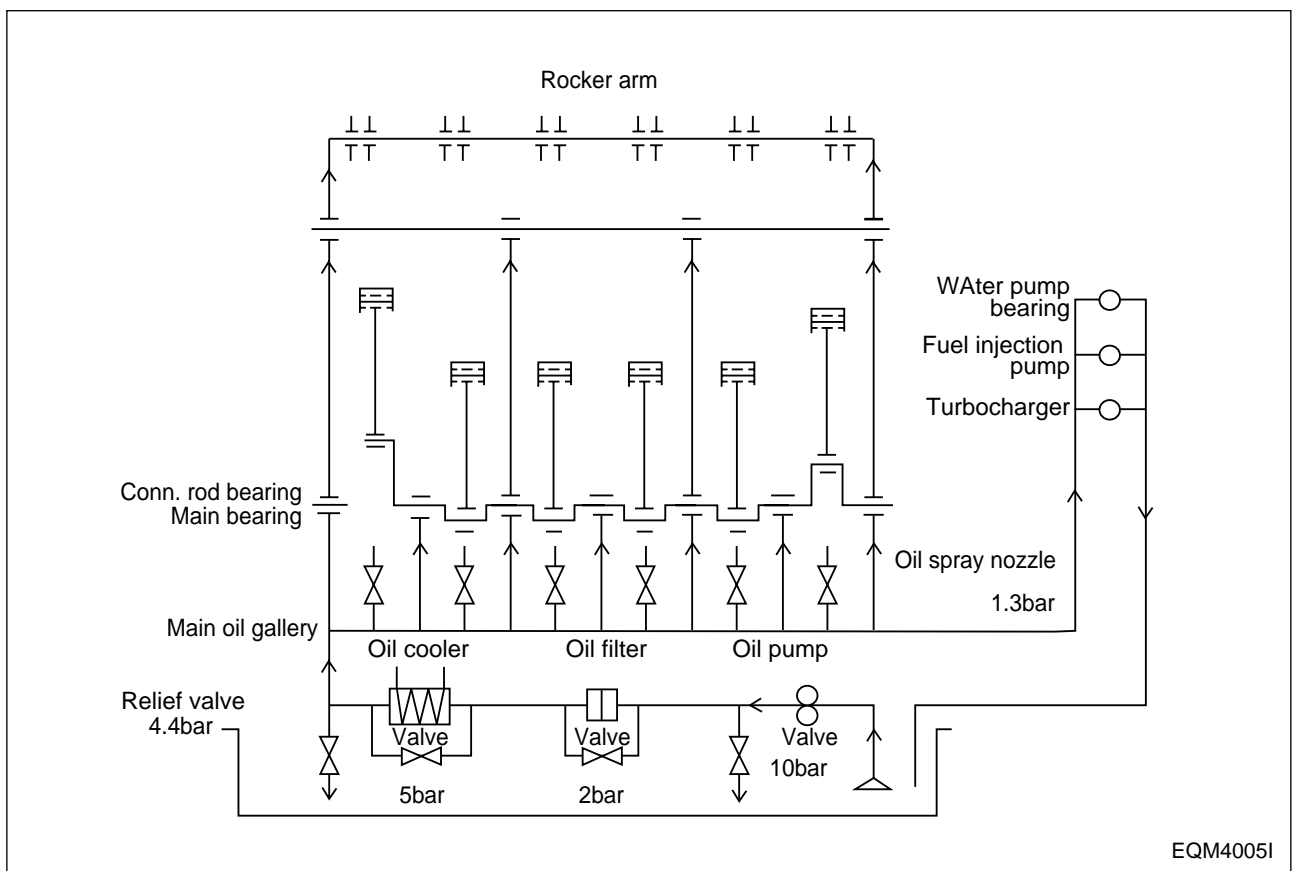 Rocker arm
WAter pump
bearing
Fuel injection
pump
Turbocharger
Conn. rod bearing
Main bearing
Oil spray nozzle
1.3bar
Main oil gallery
Oil cooler
Oil filter
Oil pump
Relief valve
4.4bar
Valve
Valve
Valve
10bar
5bar
2bar
EQM4005I